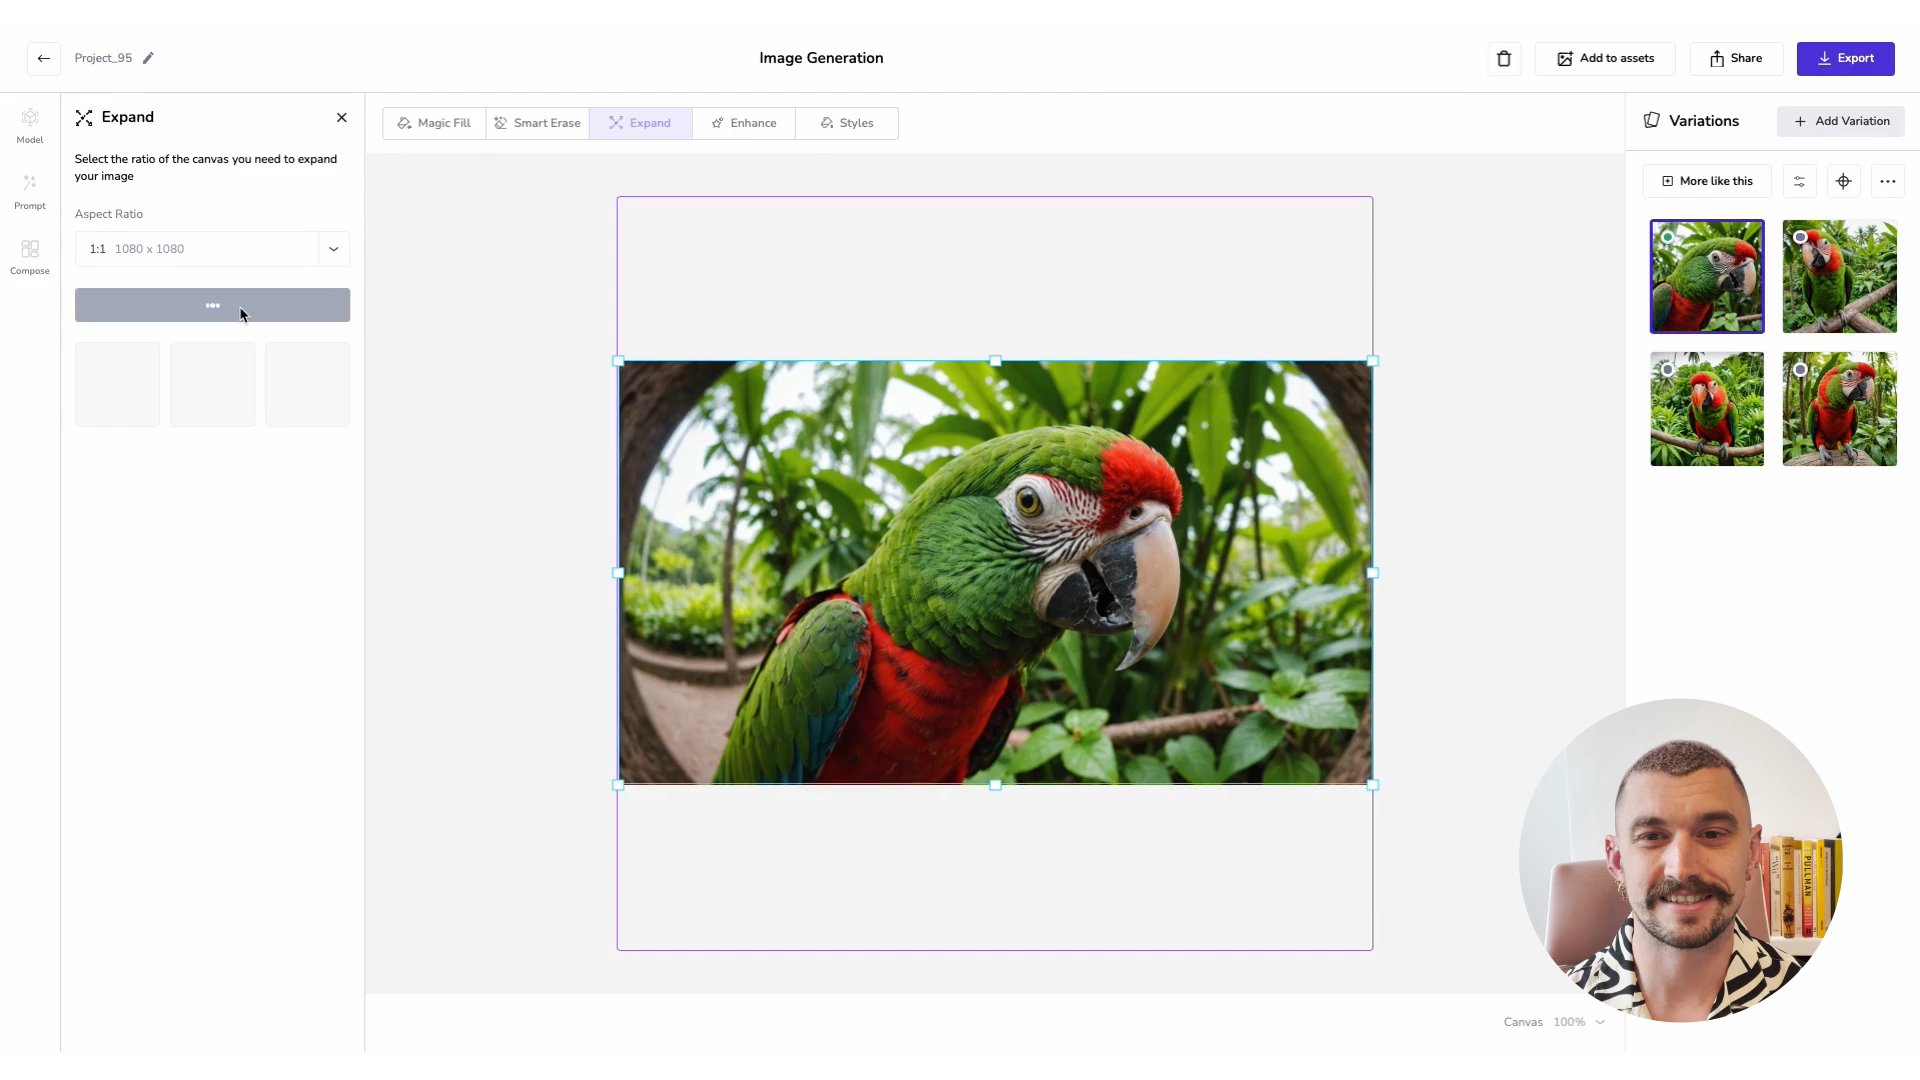 Project_95
Image Generation
Add to assets
Share
Export
Model
Prompt
Compose
Expand
Select the ratio of the canvas you need to expand
your image
Aspect Ratio
1:1 1080 x 1080
Magic Fill
Smart Erase
Expand
Enhance
Styles
Variations
Add Variation
More like this
PULLMAN
Canvas 100%